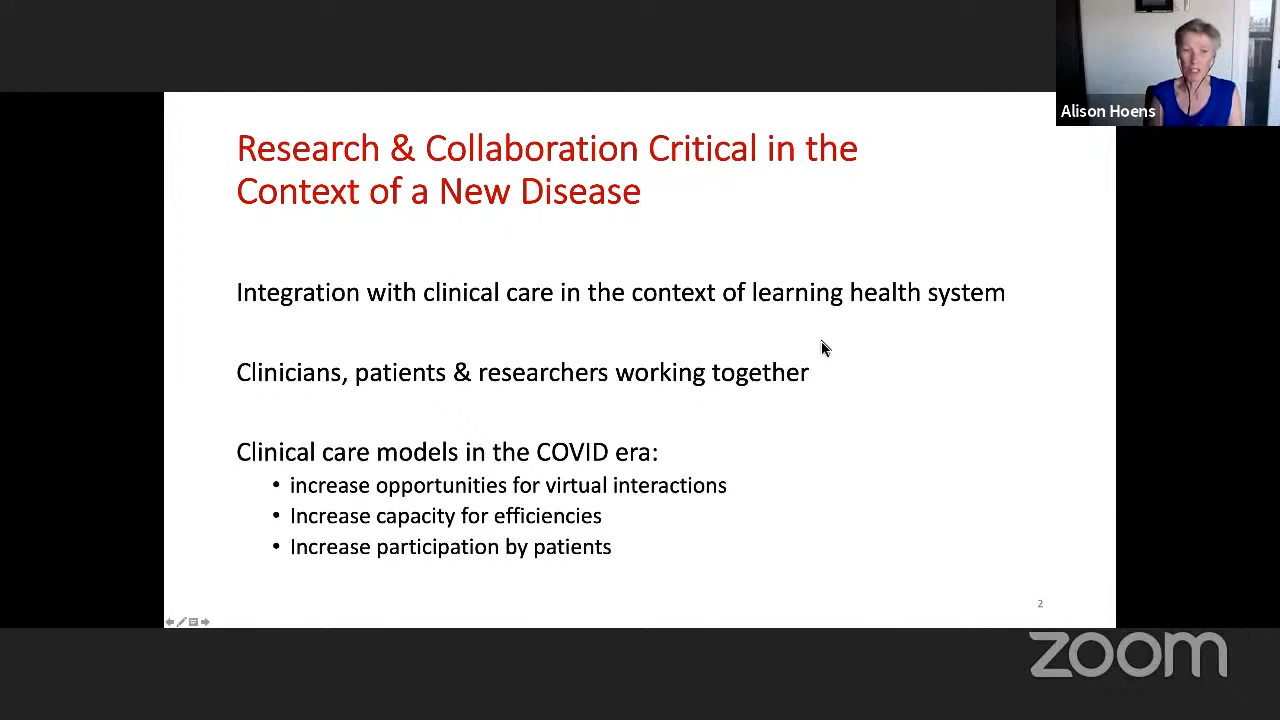 Alison Hoens
Research & Collaboration Critical in the
Context of a New Disease
Integration with clinical care in the context of learning health system
Clinicians, patients & researchers working together
Clinical care models in the COVID era:
• increase opportunities for virtual interactions
• Increase capacity for efficiencies
• Increase participation by patients
2
zoom